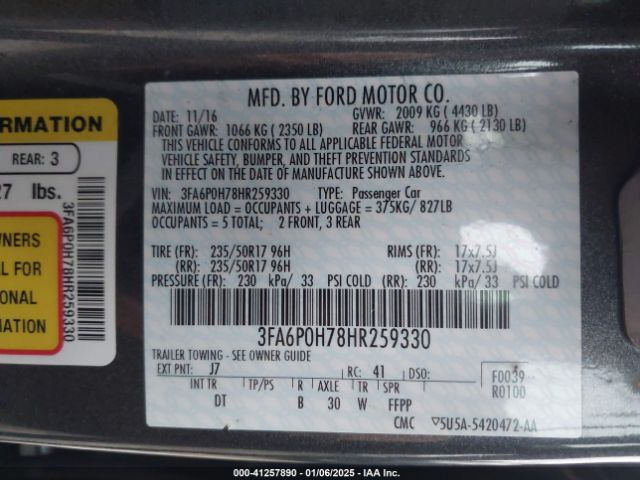 MFD. BY FORD MOTOR CO.
DATE: 11/16 GVWR: 2009 KG ( 4430 LB)
FRONT GAWR: 1066 KG ( 2350 LB) REAR GAWR: 966 KG ( 2130 LB)
THIS VEHICLE CONFORMS TO ALL APPLICABLE FEDERAL MOTOR
VEHICLE SAFETY, BUMPER, AND THEFT PREVENTION STANDARDS
IN EFFECT ON THE DATE OF MANUFACTURE SHOWN ABOVE.
VIN: 3FA6P0H78HR259330 TYPE: Passenger Car
MAXIMUM LOAD = OCCUPANTS + LUGGAGE = 375KG/ 827LB
OCCUPANTS = 5 TOTAL; 2 FRONT, 3 REAR
TIRE (FR): 235/50R17 96H RIMS (FR): 17x7.5J
(RR): 235/50R17 96H (RR): 17x7.5J
PRESSURE (FR): 230 kPa/ 33 PSI COLD (RR): 230 kPa/ 33 PSI COLD
3FA6P0H78HR259330
TRAILER TOWING - SEE OWNER GUIDE
EXT PNT: J7 RC: 41 DSO:
INT TR TP/PS R AXLE TR SPR
DT B 30 W FFPP
F0039
R0100
CMC 5U5A-5420472-AA
ORMATION
REAR: 3
27 lbs.
WNERS
L FOR
ONAL
MATION
3FA6P0H78HR259330
000-41257890 - 01/06/2025 - IAA Inc.